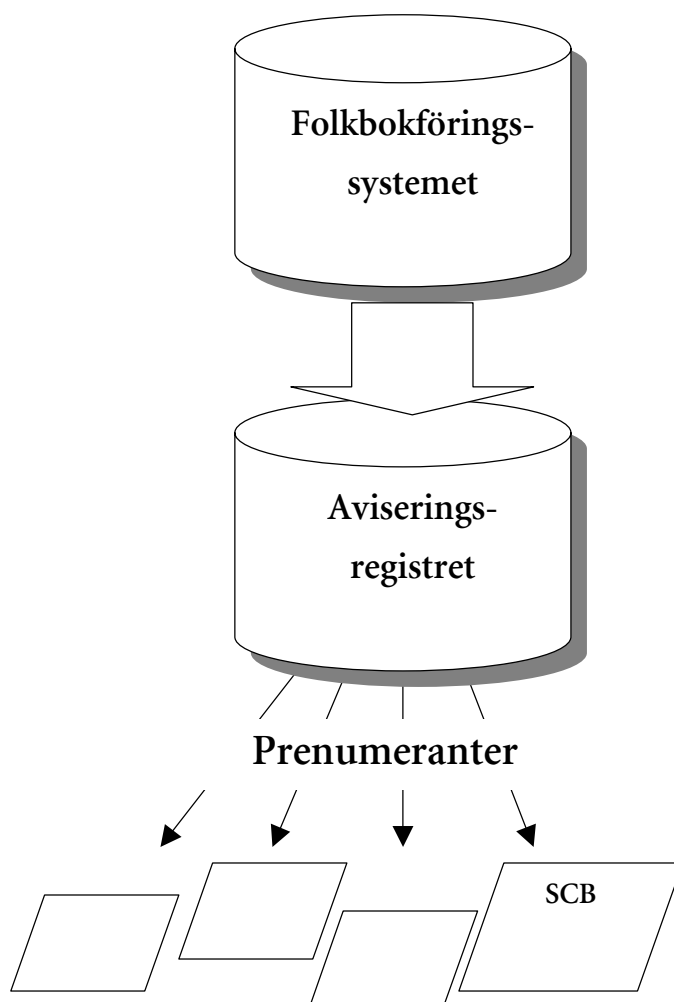 Folkbokförings-
systemet
Aviserings-
registret
Prenumeranter
SCB